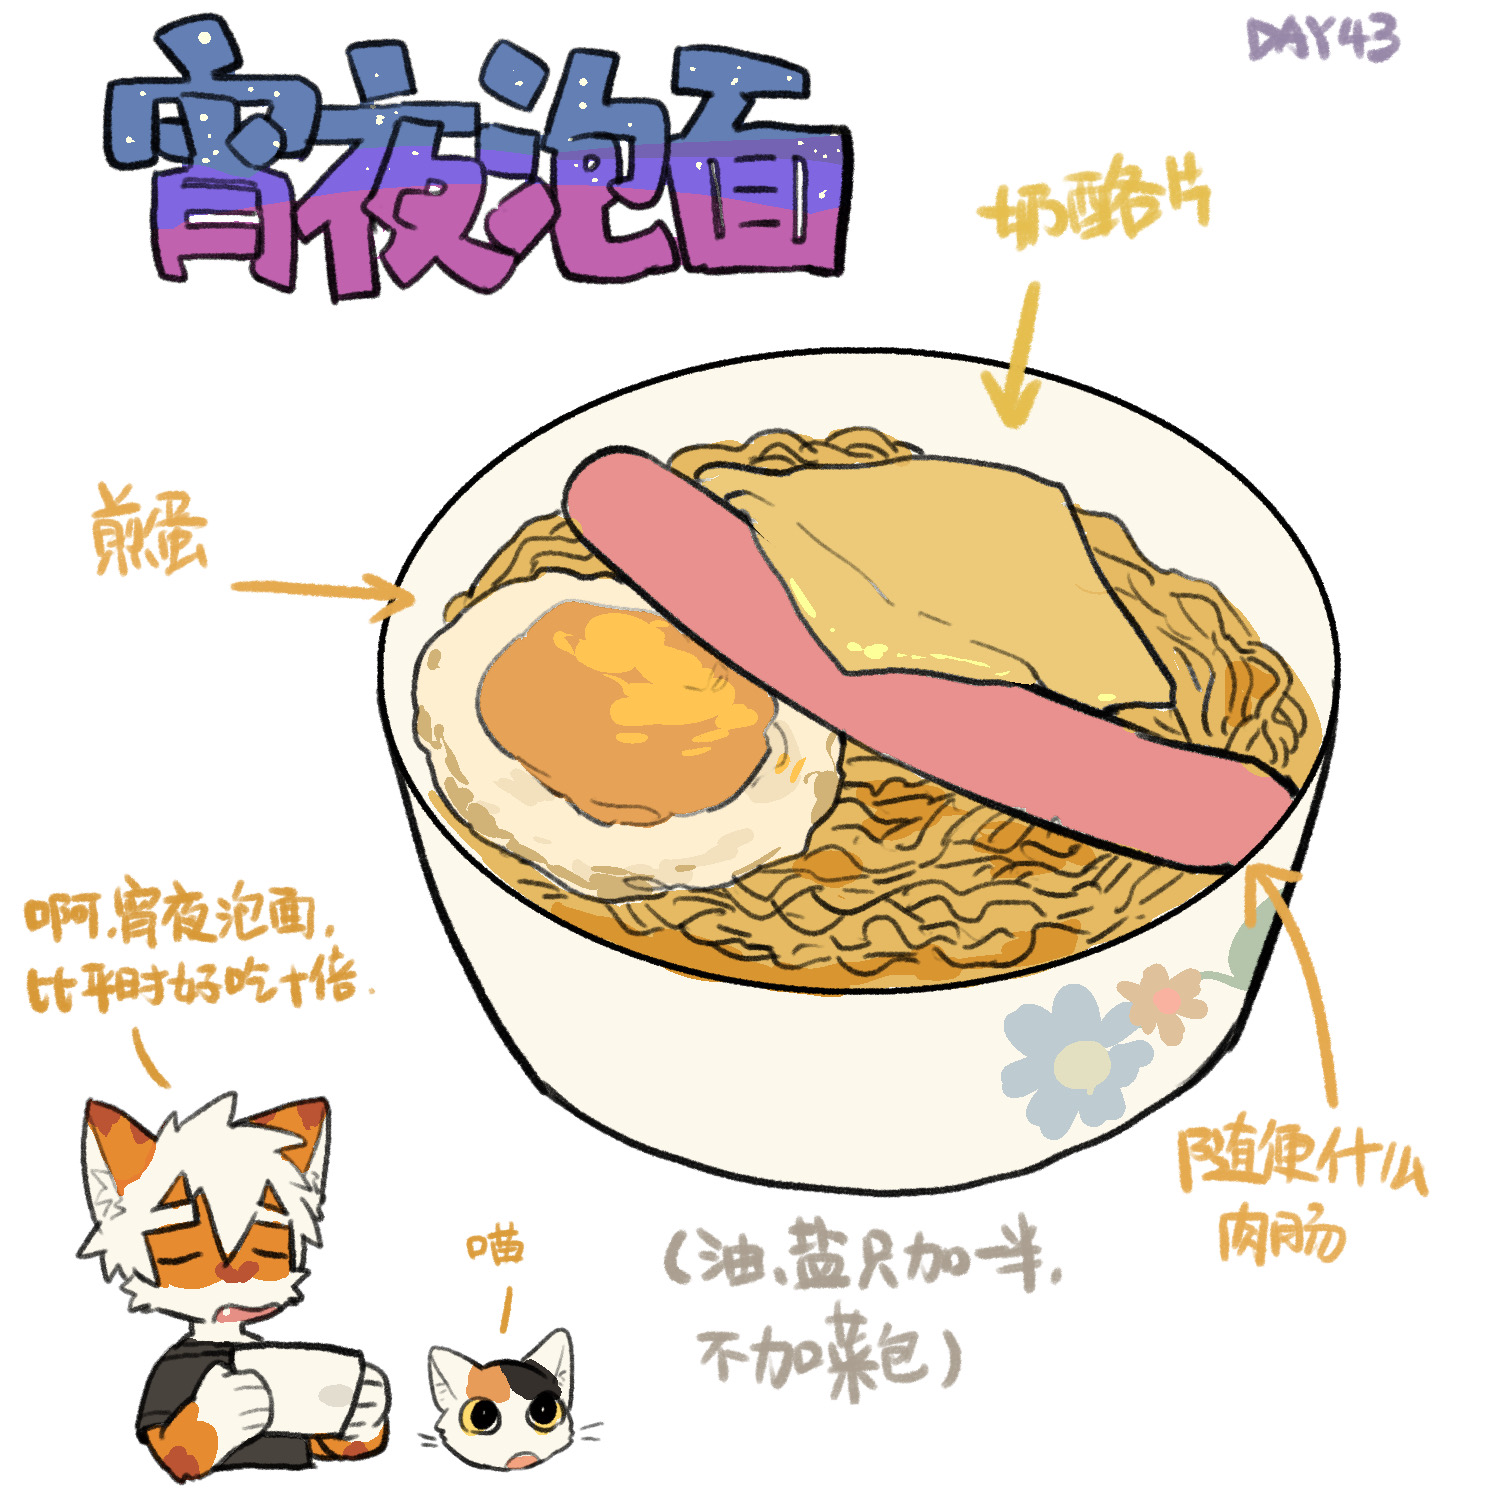 DAY43
宵夜泡面
奶酪片
煎蛋
啊.宵夜泡面,
比平时好吃十倍.
喵
随便什么
肉肠
(油、盐只加一半,
不加菜包)